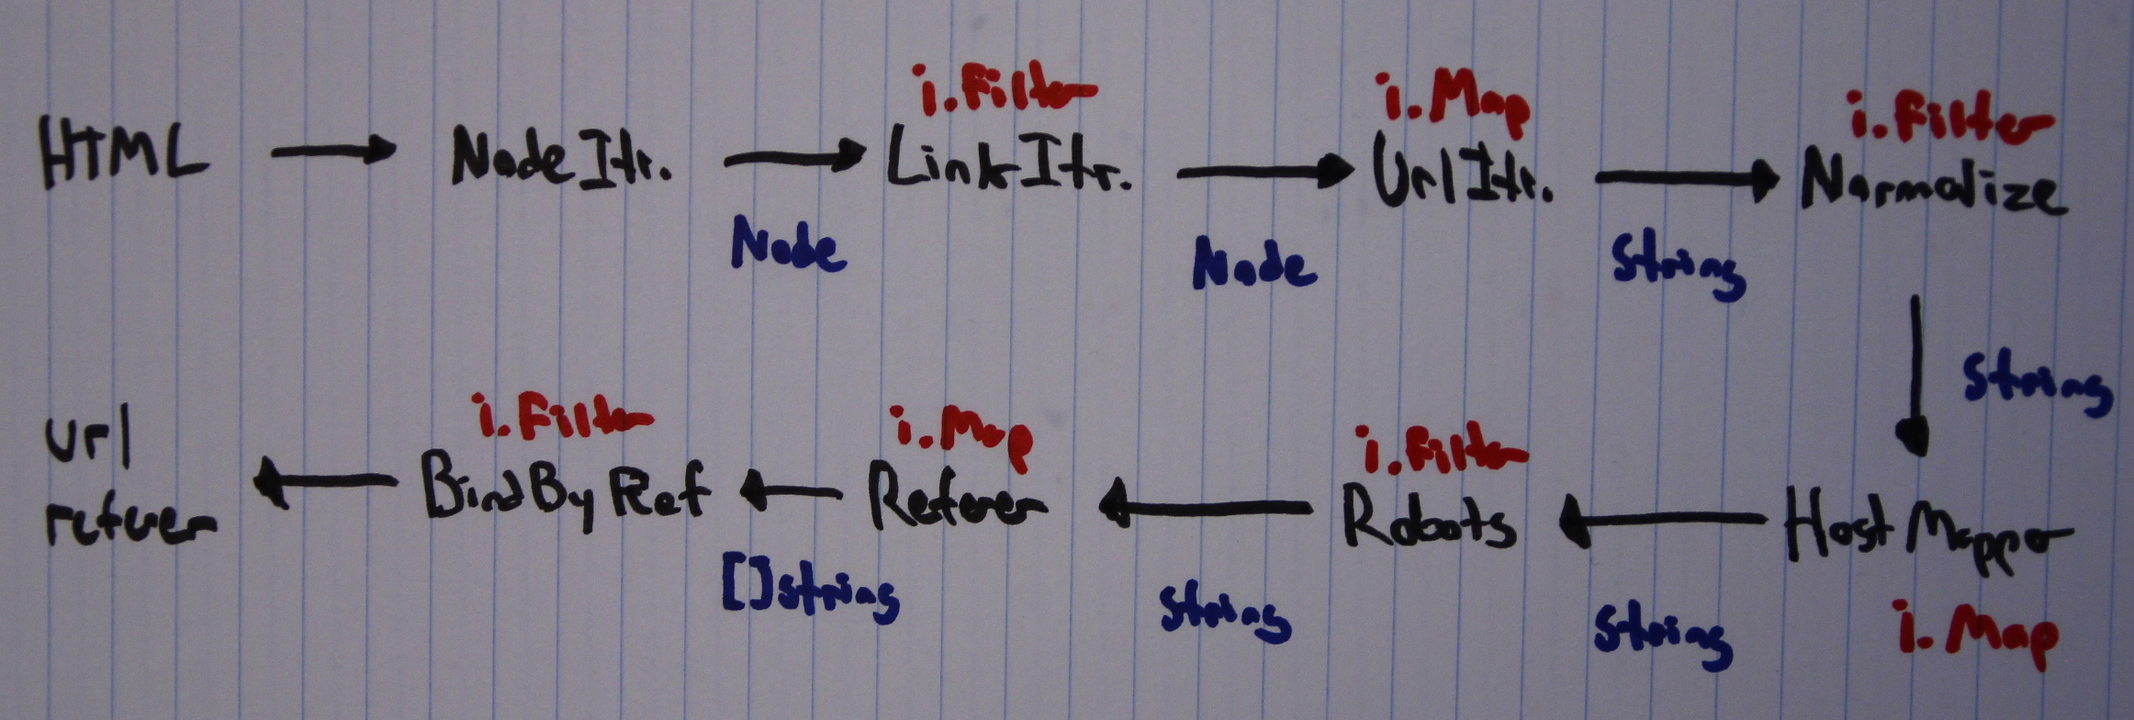 i.Filter
i.Map
i.Filter
HTML
Node Itr.
Link Itr.
Url Itr.
Normalize
Node
Node
String
String
i.Filter
i.Map
i.Filter
url
referer
BindByRef
Referer
Robots
Host Mapper
[]string
String
String
i.Map